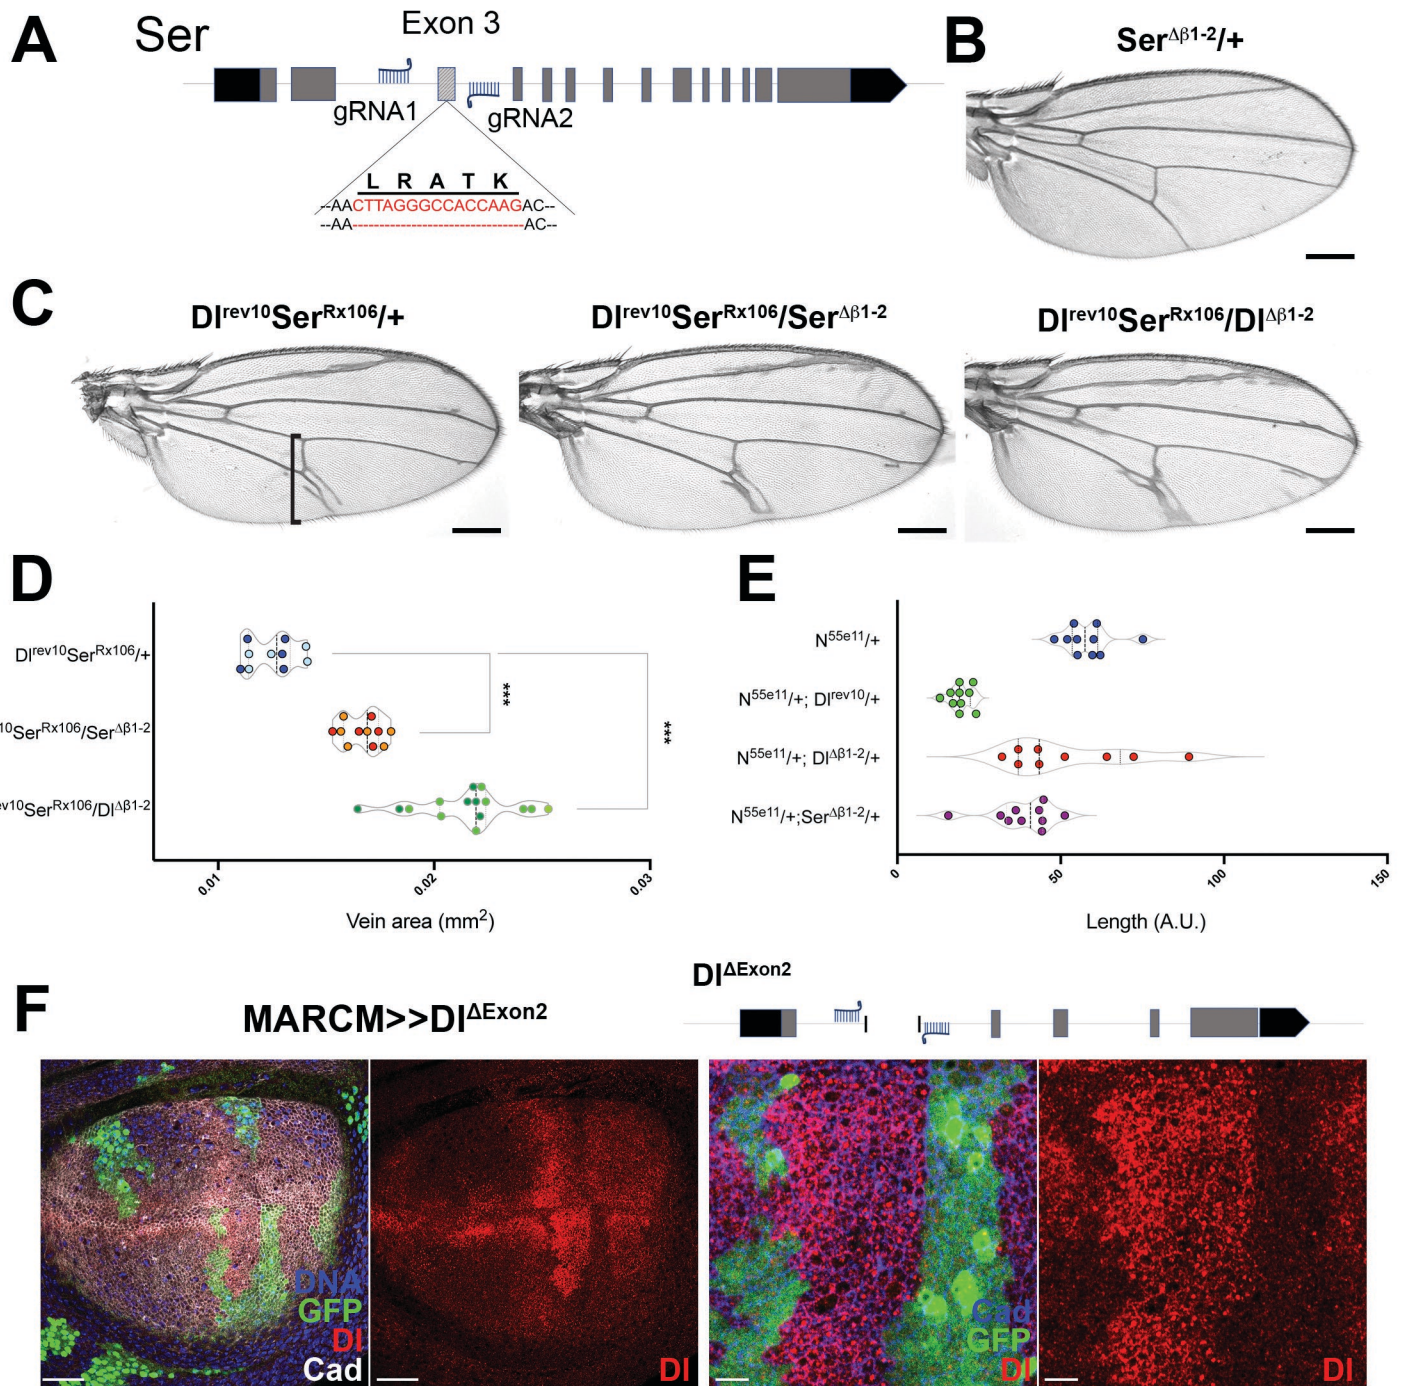 A
Ser
Exon 3
gRNA1
gRNA2
L R A T K
--AACTTAGGGCCACCAAGAC--
--AA-----------------------------AC--
B
Ser^Δβ1-2/+
C
Dl^rev10Ser^Rx106/+
Dl^rev10Ser^Rx106/Ser^Δβ1-2
Dl^rev10Ser^Rx106/Dl^Δβ1-2
D
Dl^rev10Ser^Rx106/+
10Ser^Rx106/Ser^Δβ1-2
ev10Ser^Rx106/Dl^Δβ1-2
***
***
0.01
0.02
0.03
Vein area (mm²)
E
N^55e11/+
N^55e11/+; Dl^rev10/+
N^55e11/+; Dl^Δβ1-2/+
N^55e11/+;Ser^Δβ1-2/+
0
50
100
150
Length (A.U.)
F
MARCM>>Dl^ΔExon2
Dl^ΔExon2
DNA
GFP
Dl
Cad
Dl
Cad
GFP
Dl
Dl